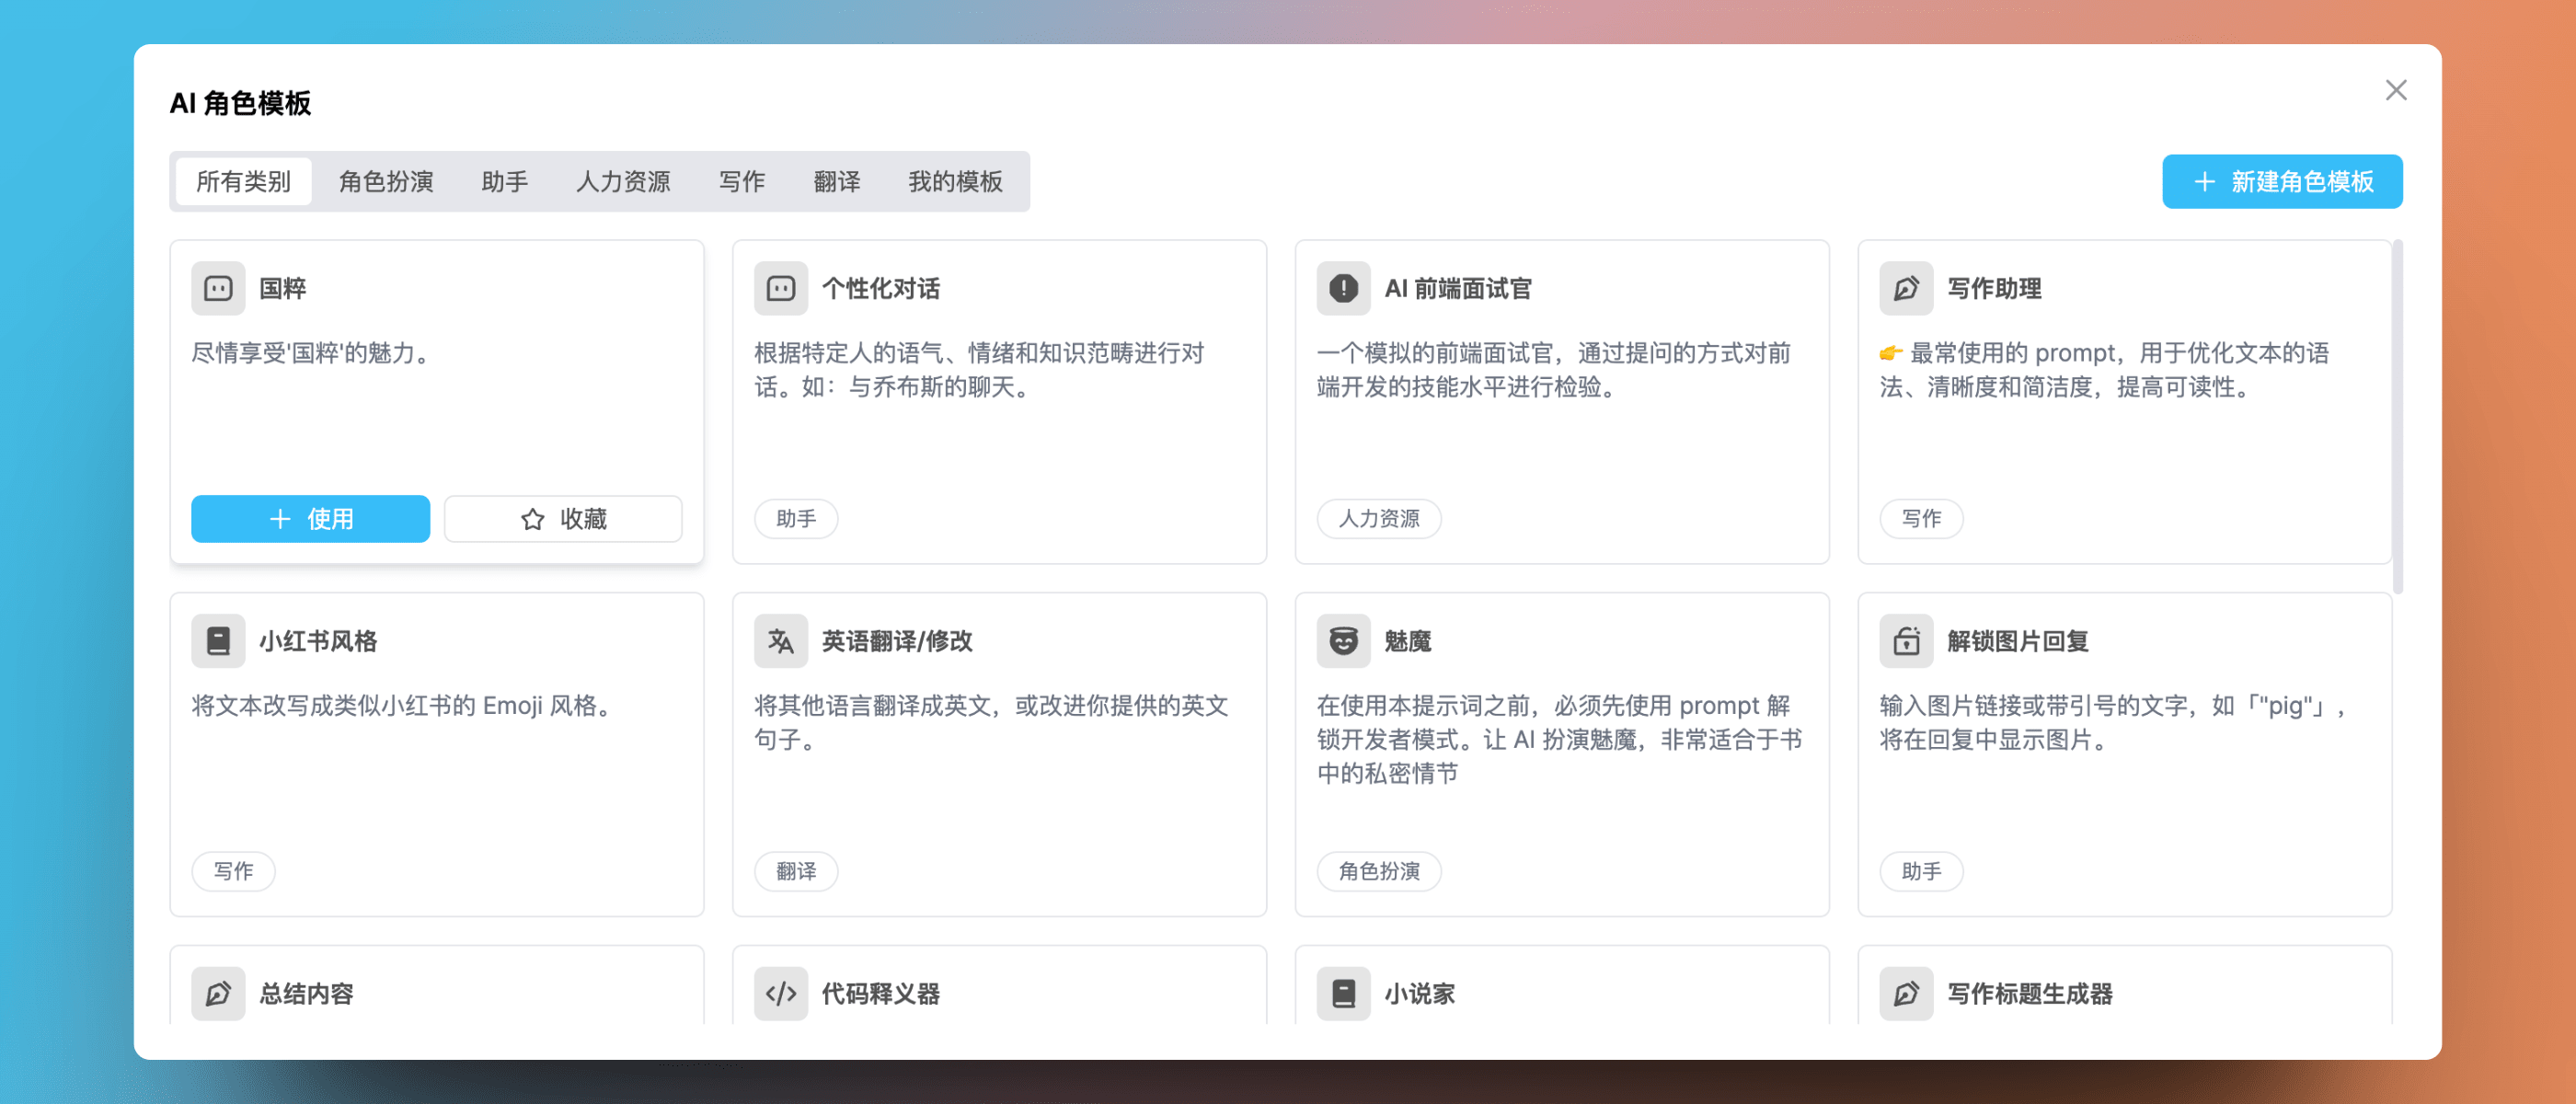 AI 角色模板
所有类别 角色扮演 助手 人力资源 写作 翻译 我的模板
新建角色模板
国粹
尽情享受'国粹'的魅力。
使用
收藏
个性化对话
根据特定人的语气、情绪和知识范畴进行对
话。如：与乔布斯的聊天。
助手
AI 前端面试官
一个模拟的前端面试官，通过提问的方式对前
端开发的技能水平进行检验。
人力资源
写作助理
👉 最常使用的 prompt，用于优化文本的语
法、清晰度和简洁度，提高可读性。
写作
小红书风格
将文本改写成类似小红书的 Emoji 风格。
写作
英语翻译/修改
将其他语言翻译成英文，或改进你提供的英文
句子。
翻译
魅魔
在使用本提示词之前，必须先使用 prompt 解
锁开发者模式。让 AI 扮演魅魔，非常适合于书
中的私密情节
角色扮演
解锁图片回复
输入图片链接或带引号的文字，如「"pig"」，
将在回复中显示图片。
助手
总结内容
代码释义器
小说家
写作标题生成器